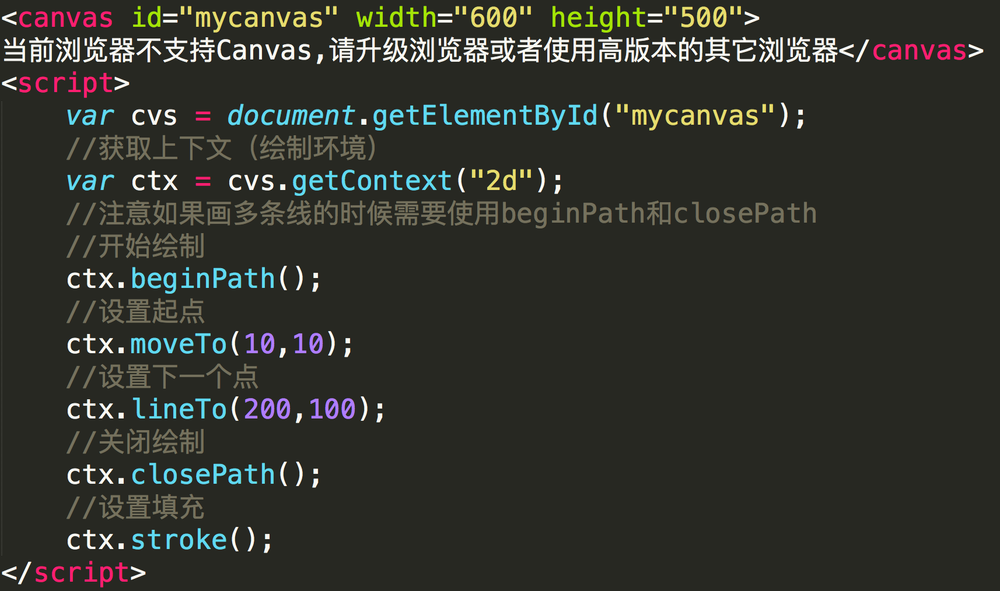 <canvas id="mycanvas" width="600" height="500">
当前浏览器不支持Canvas,请升级浏览器或者使用高版本的其它浏览器</canvas>
<script>
    var cvs = document.getElementById("mycanvas");
    //获取上下文（绘制环境）
    var ctx = cvs.getContext("2d");
    //注意如果画多条线的时候需要使用beginPath和closePath
    //开始绘制
    ctx.beginPath();
    //设置起点
    ctx.moveTo(10,10);
    //设置下一个点
    ctx.lineTo(200,100);
    //关闭绘制
    ctx.closePath();
    //设置填充
    ctx.stroke();
</script>